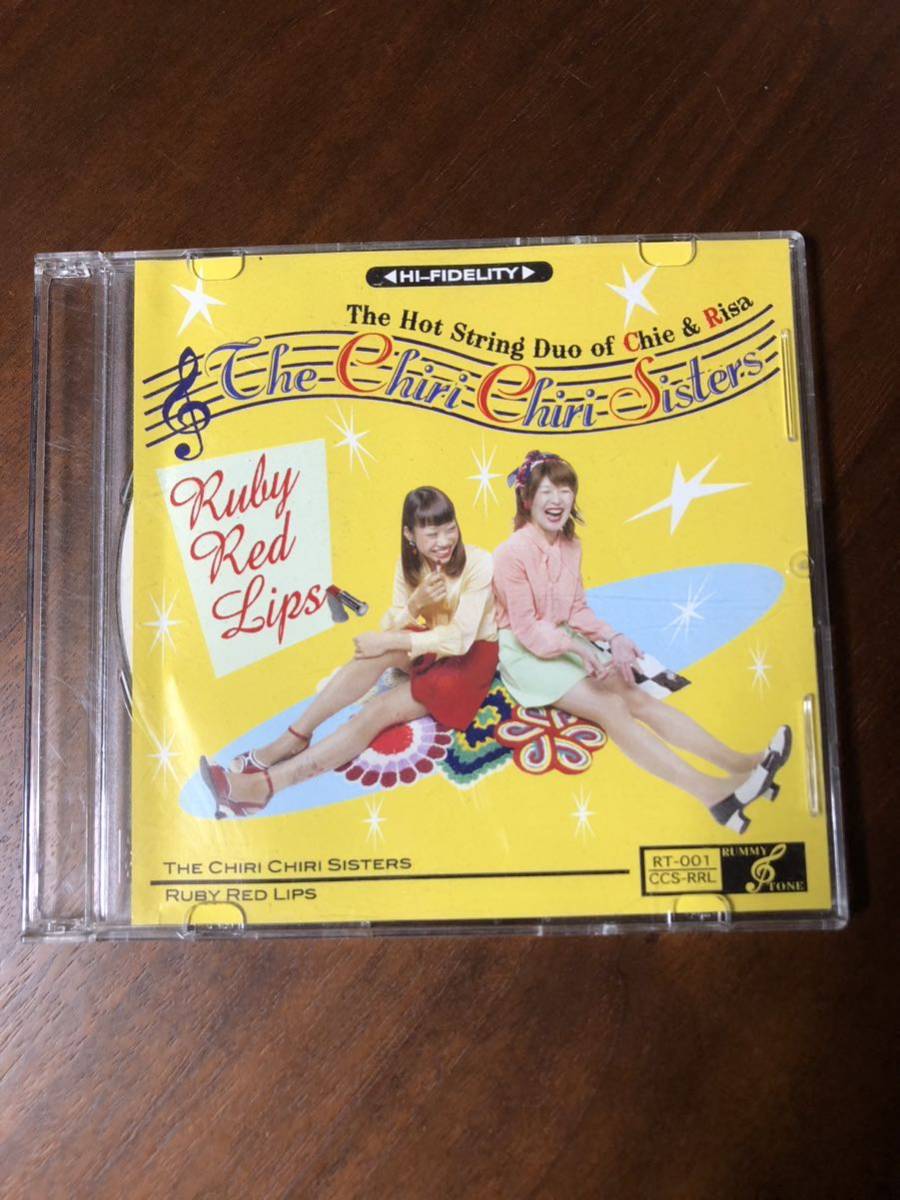 HI-FIDELITY
The Hot String Duo of Chie & Risa
The Chiri Chiri Sisters
Ruby
Red
Lips
THE CHIRI CHIRI SISTERS
RUBY RED LIPS
RT-001
CCS-RRL
RUMMY
TONE